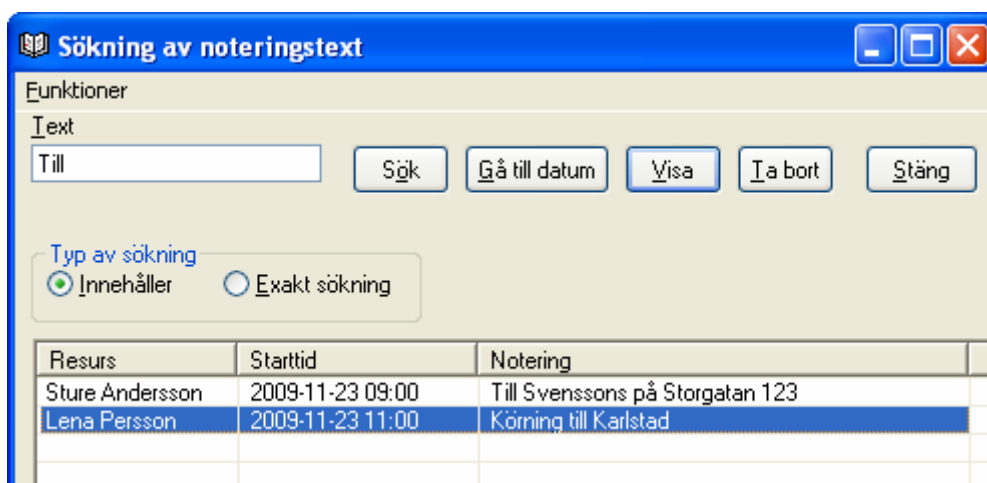 Sökning av noteringstext
Funktioner
Text
Till Sök Gå till datum Visa Ta bort Stäng
Typ av sökning
Innehåller Exakt sökning
Resurs Starttid Notering
Sture Andersson 2009-11-23 09:00 Till Svenssons på Storgatan 123
Lena Persson 2009-11-23 11:00 Körning till Karlstad